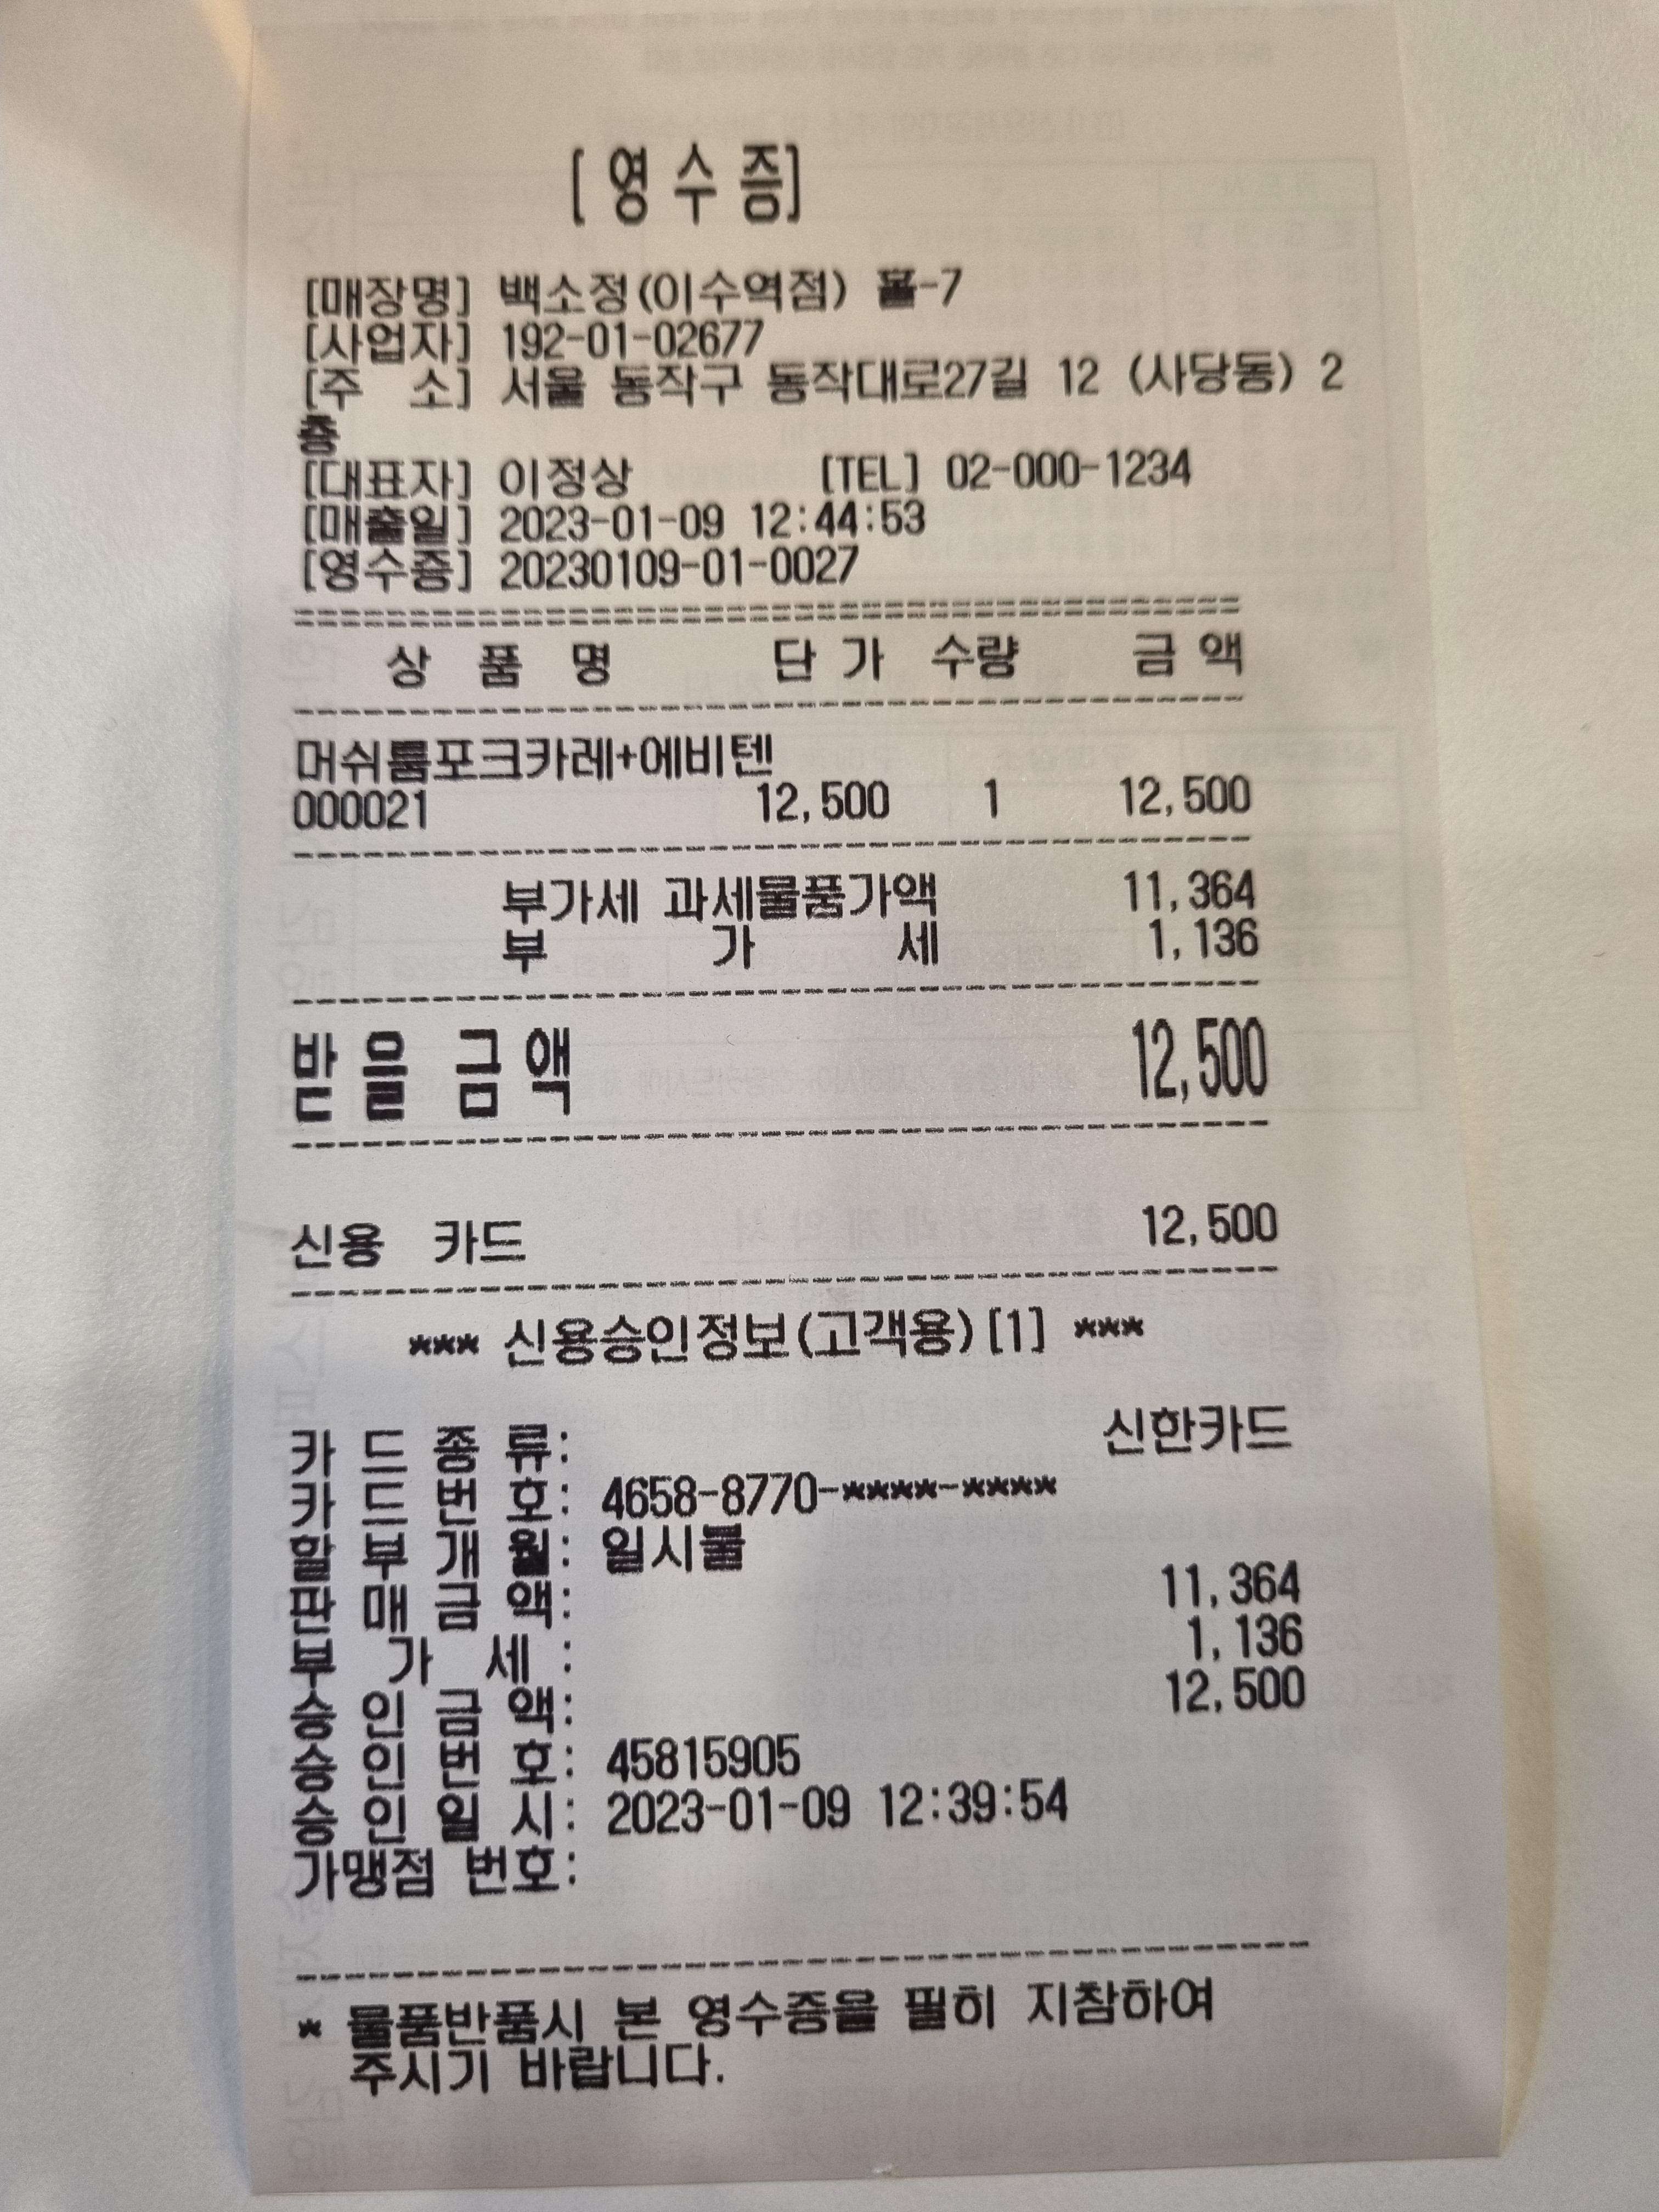 [ 영 수 증]
[매장명] 백소정(이수역점) 홀-7
[사업자] 192-01-02677
[주 소] 서울 동작구 동작대로27길 12 (사당동) 2
층
[대표자] 이정상 [TEL] 02-000-1234
[매출일] 2023-01-09 12:44:53
[영수증] 20230109-01-0027
상 품 명 단 가 수량 금 액
머쉬룸포크카레+에비텐
000021 12,500 1 12,500
부가세 과세물품가액 11,364
부 가 세 1,136
받 을 금 액 12,500
신용 카드 12,500
*** 신용승인정보(고객용)[1] ***
카 드 종 류: 신한카드
카 드 번 호: 4658-8770-****-****
할 부 개 월: 일시불
판 매 금 액: 11,364
부 가 세 : 1,136
승 인 금 액: 12,500
승 인 번 호: 45815905
승 인 일 시: 2023-01-09 12:39:54
가맹점 번호:
* 물품반품시 본 영수증을 필히 지참하여
주시기 바랍니다.